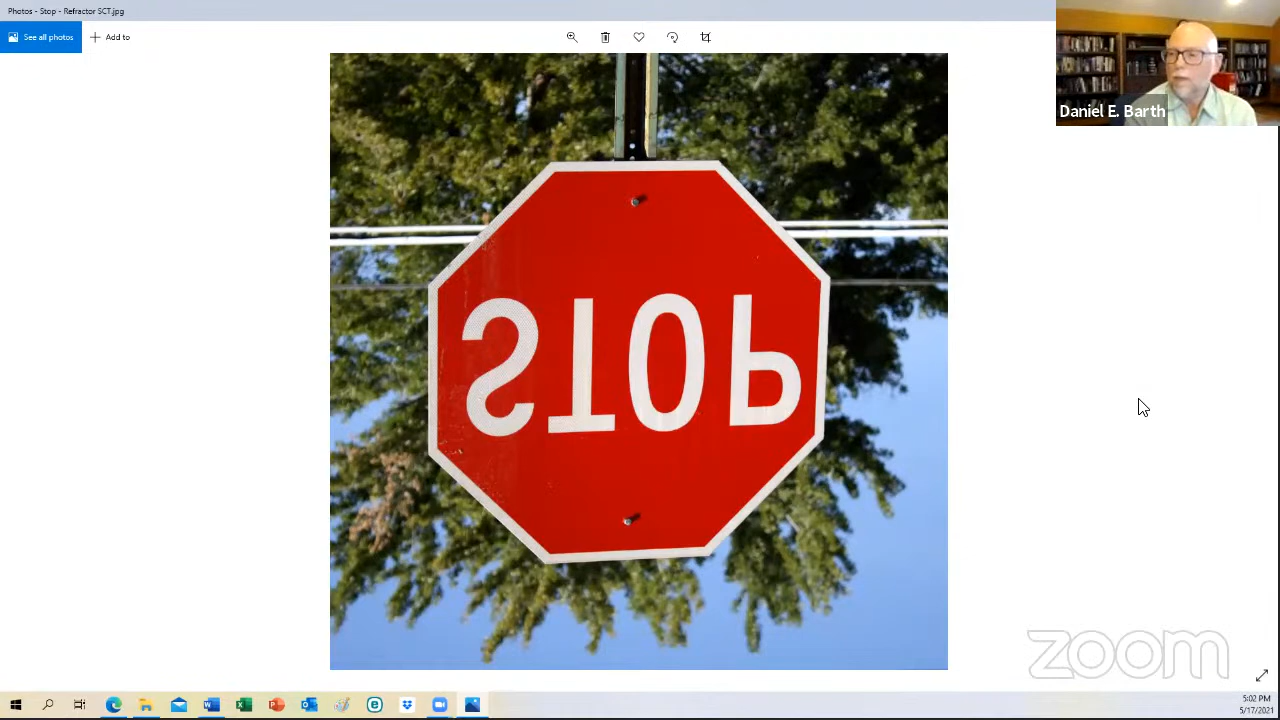 Photos - Stop - Refractor SCT.jpg
See all photos
Add to
Daniel E. Barth
STOP
zoom
5:02 PM
5/17/2021